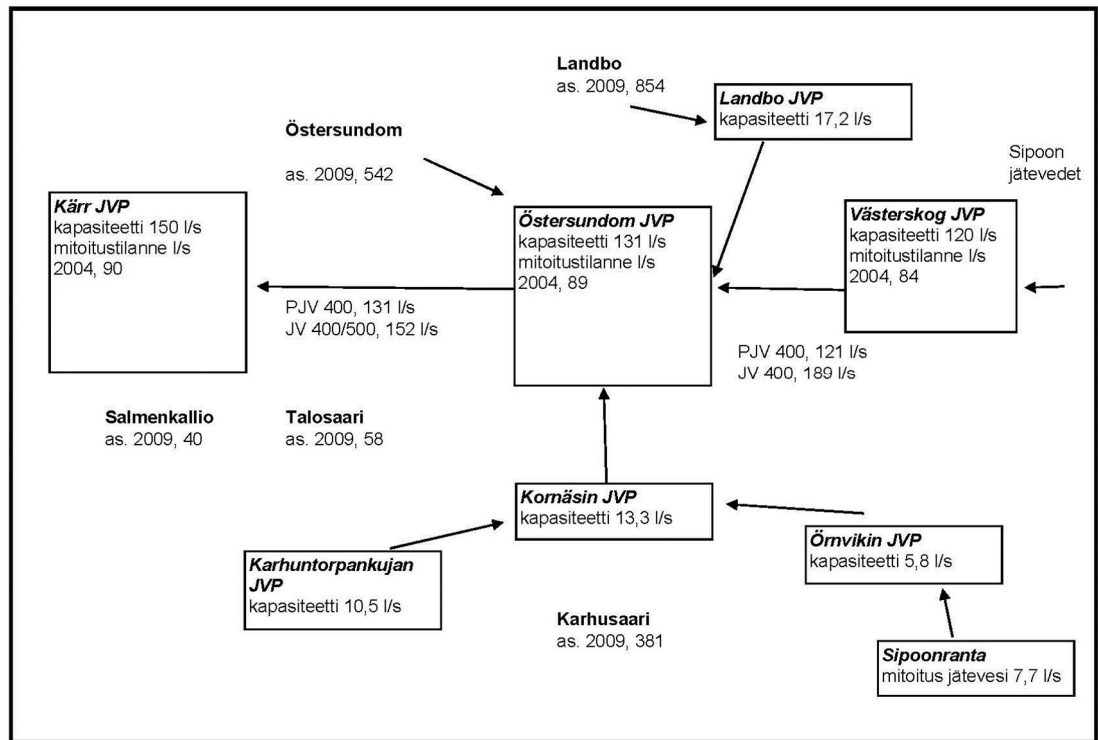 Landbo
as. 2009, 854
Landbo JVP
kapasiteetti 17,2 l/s
Östersundom
as. 2009, 542
Sipoon
jätevedet
Kärr JVP
kapasiteetti 150 l/s
mitoitustilanne l/s
2004, 90
Östersundom JVP
kapasiteetti 131 l/s
mitoitustilanne l/s
2004, 89
Västerskog JVP
kapasiteetti 120 l/s
mitoitustilanne l/s
2004, 84
PJV 400, 131 l/s
JV 400/500, 152 l/s
PJV 400, 121 l/s
JV 400, 189 l/s
Salmenkallio
as. 2009, 40
Talosaari
as. 2009, 58
Kornäsin JVP
kapasiteetti 13,3 l/s
Örnvikin JVP
kapasiteetti 5,8 l/s
Karhuntorpankujan
JVP
kapasiteetti 10,5 l/s
Karhusaari
as. 2009, 381
Sipoonranta
mitoitus jätevesi 7,7 l/s